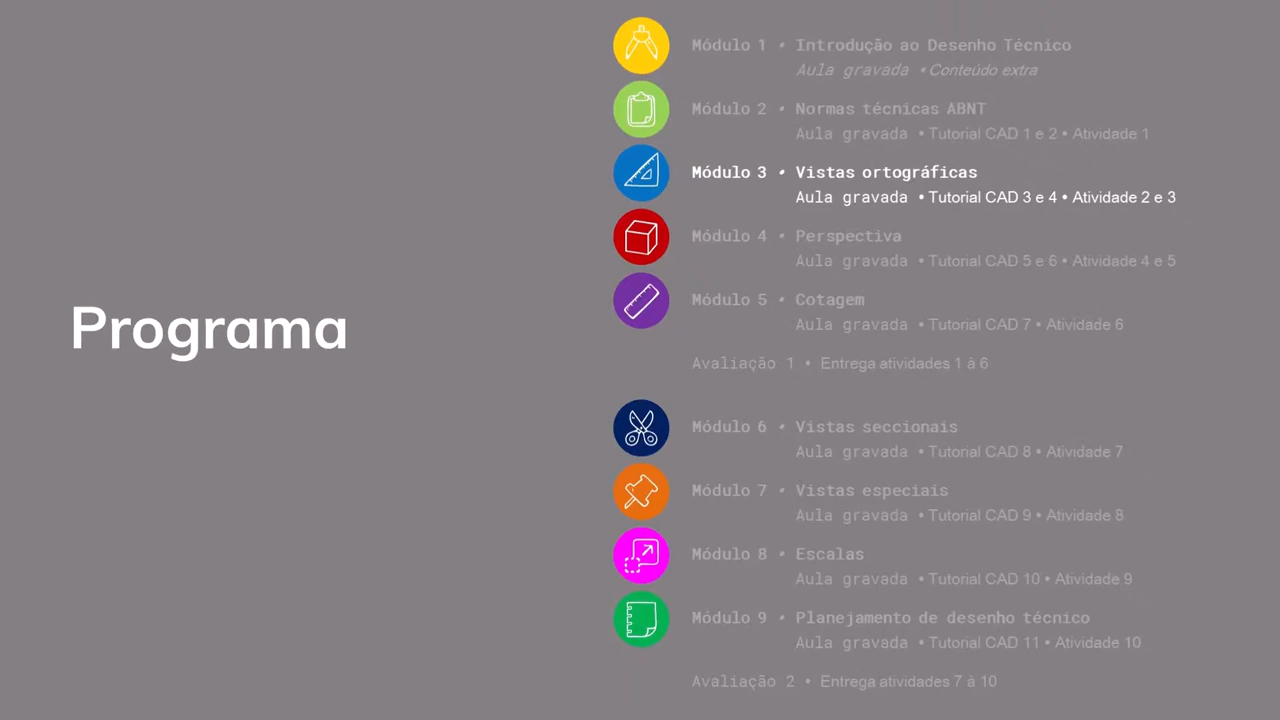 Programa
Módulo 1 • Introdução ao Desenho Técnico
Aula gravada • Conteúdo extra
Módulo 2 • Normas técnicas ABNT
Aula gravada • Tutorial CAD 1 e 2 • Atividade 1
Módulo 3 • Vistas ortográficas
Aula gravada • Tutorial CAD 3 e 4 • Atividade 2 e 3
Módulo 4 • Perspectiva
Aula gravada • Tutorial CAD 5 e 6 • Atividade 4 e 5
Módulo 5 • Cotagem
Aula gravada • Tutorial CAD 7 • Atividade 6
Avaliação 1 • Entrega atividades 1 à 6
Módulo 6 • Vistas seccionais
Aula gravada • Tutorial CAD 8 • Atividade 7
Módulo 7 • Vistas especiais
Aula gravada • Tutorial CAD 9 • Atividade 8
Módulo 8 • Escalas
Aula gravada • Tutorial CAD 10 • Atividade 9
Módulo 9 • Planejamento de desenho técnico
Aula gravada • Tutorial CAD 11 • Atividade 10
Avaliação 2 • Entrega atividades 7 à 10